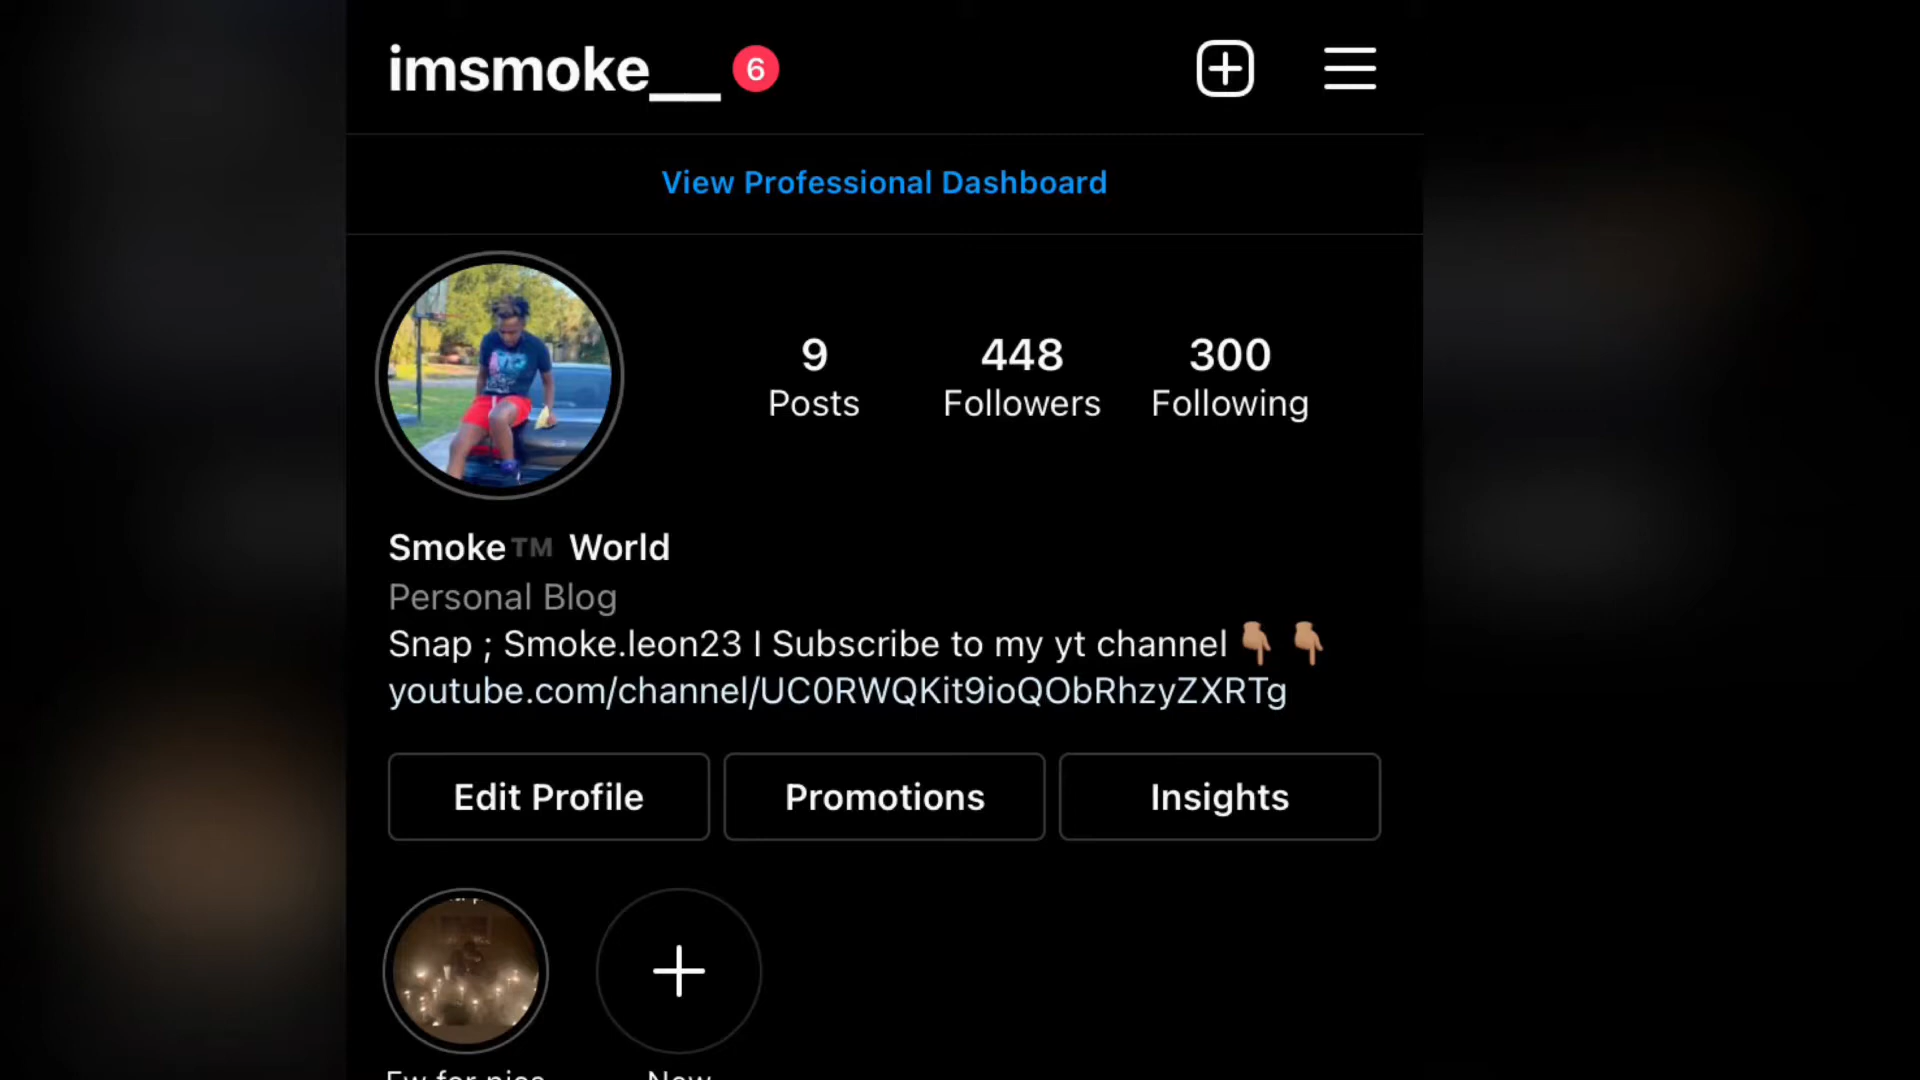 imsmoke__ 6
View Professional Dashboard
9 448 300
Posts Followers Following
Smoke™️ World
Personal Blog
Snap ; Smoke.leon23 I Subscribe to my yt channel👇🏽 👇🏽
youtube.com/channel/UC0RWQKit9ioQObRhzyZXRTg
Edit Profile Promotions Insights
New